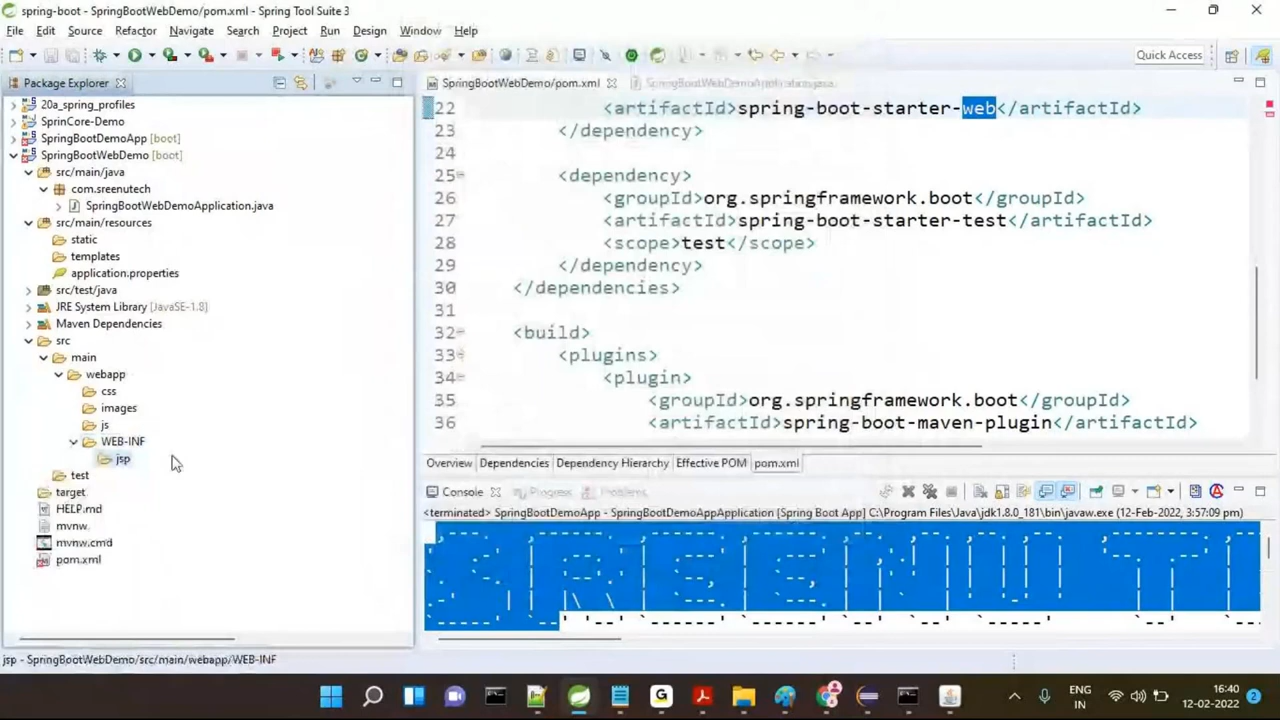 spring-boot - SpringBootWebDemo/pom.xml - Spring Tool Suite 3
File Edit Source Refactor Navigate Search Project Run Design Window Help
Quick Access
Package Explorer
20a_spring_profiles
SprinCore-Demo
SpringBootDemoApp [boot]
SpringBootWebDemo [boot]
src/main/java
com.sreenutech
SpringBootWebDemoApplication.java
src/main/resources
static
templates
application.properties
src/test/java
JRE System Library [JavaSE-1.8]
Maven Dependencies
src
main
webapp
css
images
js
WEB-INF
jsp
test
target
HELP.md
mvnw
mvnw.cmd
pom.xml
SpringBootWebDemo/pom.xml SpringBootWebDemoApplication.java
22 <artifactId>spring-boot-starter-web</artifactId>
23 </dependency>
24
25 <dependency>
26 <groupId>org.springframework.boot</groupId>
27 <artifactId>spring-boot-starter-test</artifactId>
28 <scope>test</scope>
29 </dependency>
30 </dependencies>
31
32 <build>
33 <plugins>
34 <plugin>
35 <groupId>org.springframework.boot</groupId>
36 <artifactId>spring-boot-maven-plugin</artifactId>
Overview Dependencies Dependency Hierarchy Effective POM pom.xml
Console Progress Problems
<terminated> SpringBootDemoApp - SpringBootDemoAppApplication [Spring Boot App] C:\Program Files\Java\jdk1.8.0_181\bin\javaw.exe (12-Feb-2022, 3:57:09 pm)
jsp - SpringBootWebDemo/src/main/webapp/WEB-INF
ENG
IN
16:40
12-02-2022
2